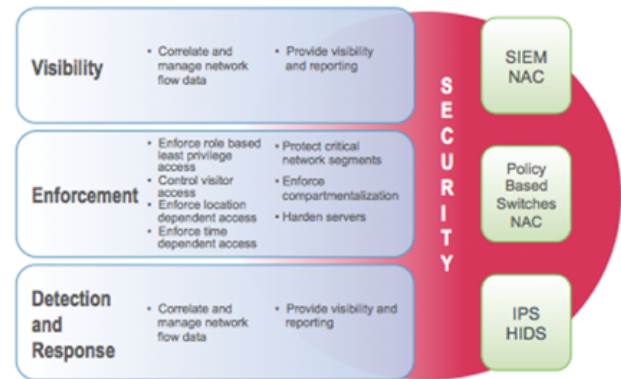 Visibility
• Correlate and
manage network
flow data
• Provide visibility
and reporting
SIEM
NAC
Enforcement
• Enforce role based
least privilege
access
• Control visitor
access
• Enforce location
dependent access
• Enforce time
dependent access
• Protect critical
network segments
• Enforce
compartmentalization
• Harden servers
SECURITY
Policy
Based
Switches
NAC
Detection
and
Response
• Correlate and
manage network
flow data
• Provide visibility and
reporting
IPS
HIDS